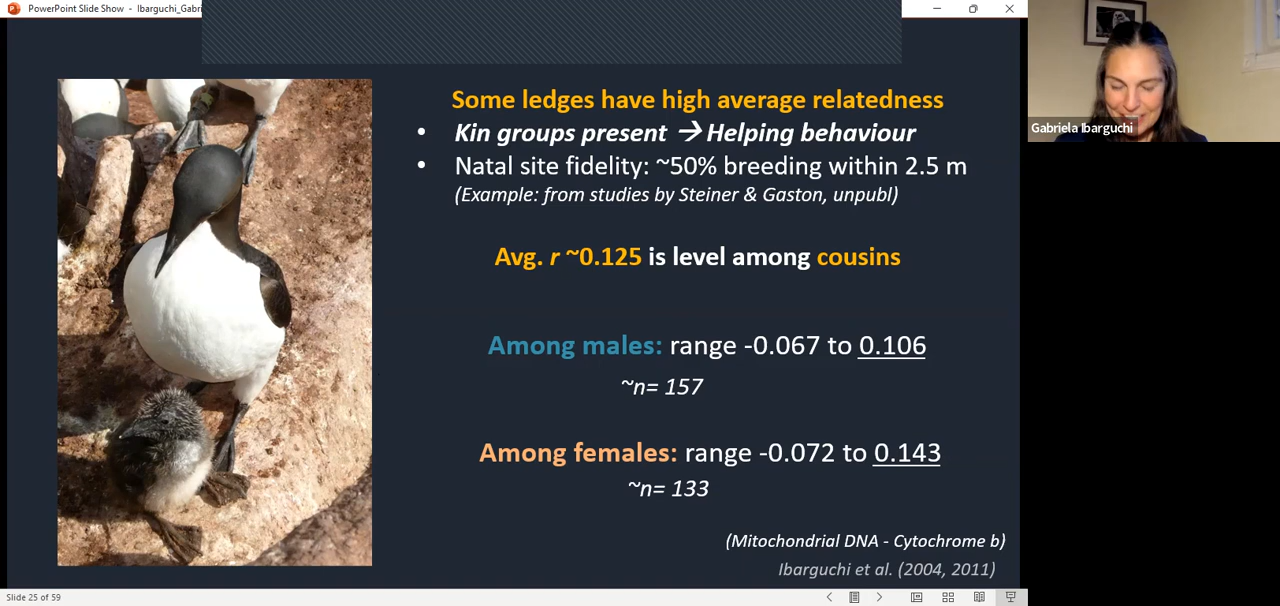 PowerPoint Slide Show - Ibarguchi_Gabri
Gabriela Ibarguchi
Some ledges have high average relatedness
• Kin groups present → Helping behaviour
• Natal site fidelity: ~50% breeding within 2.5 m
(Example: from studies by Steiner & Gaston, unpubl)
Avg. r ~0.125 is level among cousins
Among males: range -0.067 to 0.106
~n= 157
Among females: range -0.072 to 0.143
~n= 133
(Mitochondrial DNA - Cytochrome b)
Ibarguchi et al. (2004, 2011)
Slide 25 of 59